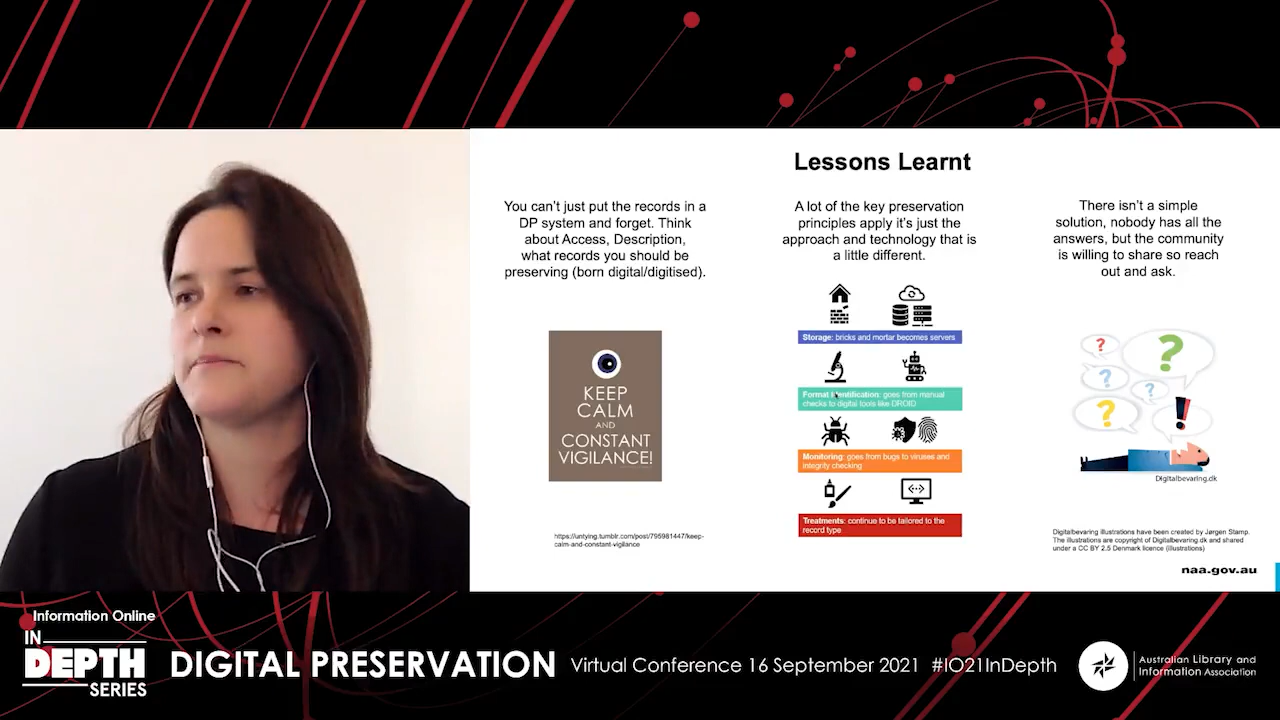 Lessons Learnt
You can't just put the records in a
DP system and forget. Think
about Access, Description,
what records you should be
preserving (born digital/digitised).
KEEP
CALM
AND
CONSTANT
VIGILANCE!
https://untying.tumblr.com/post/795981447/keep-
calm-and-constant-vigilance
A lot of the key preservation
principles apply it's just the
approach and technology that is
a little different.
Storage: bricks and mortar becomes servers
Format Identification: goes from manual
checks to digital tools like DROID
Monitoring: goes from bugs to viruses and
integrity checking
Treatments: continue to be tailored to the
record type
There isn't a simple
solution, nobody has all the
answers, but the community
is willing to share so reach
out and ask.
?
?
?
?
?
!
Digitalbevaring.dk
Digitalbevaring illustrations have been created by Jørgen Stamp.
The illustrations are copyright of Digitalbevaring.dk and shared
under a CC BY 2.5 Denmark licence (illustrations)
naa.gov.au
Information Online
IN
DEPTH
SERIES
DIGITAL PRESERVATION
Virtual Conference 16 September 2021 #IO21InDepth
Australian Library and
Information Association